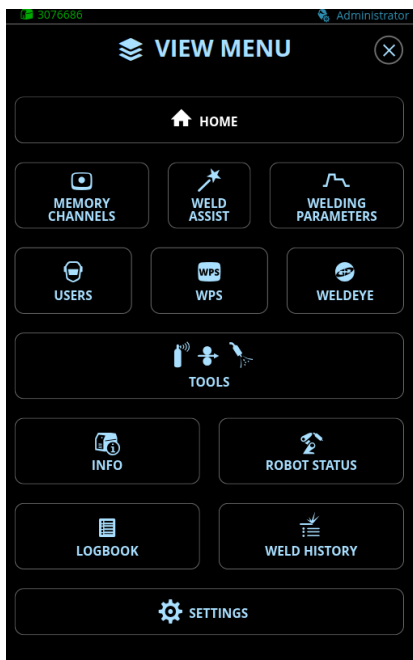 3076686 Administrator
VIEW MENU
HOME
MEMORY CHANNELS
WELD ASSIST
WELDING PARAMETERS
USERS
WPS
WPS
WELDEYE
TOOLS
INFO
ROBOT STATUS
LOGBOOK
WELD HISTORY
SETTINGS